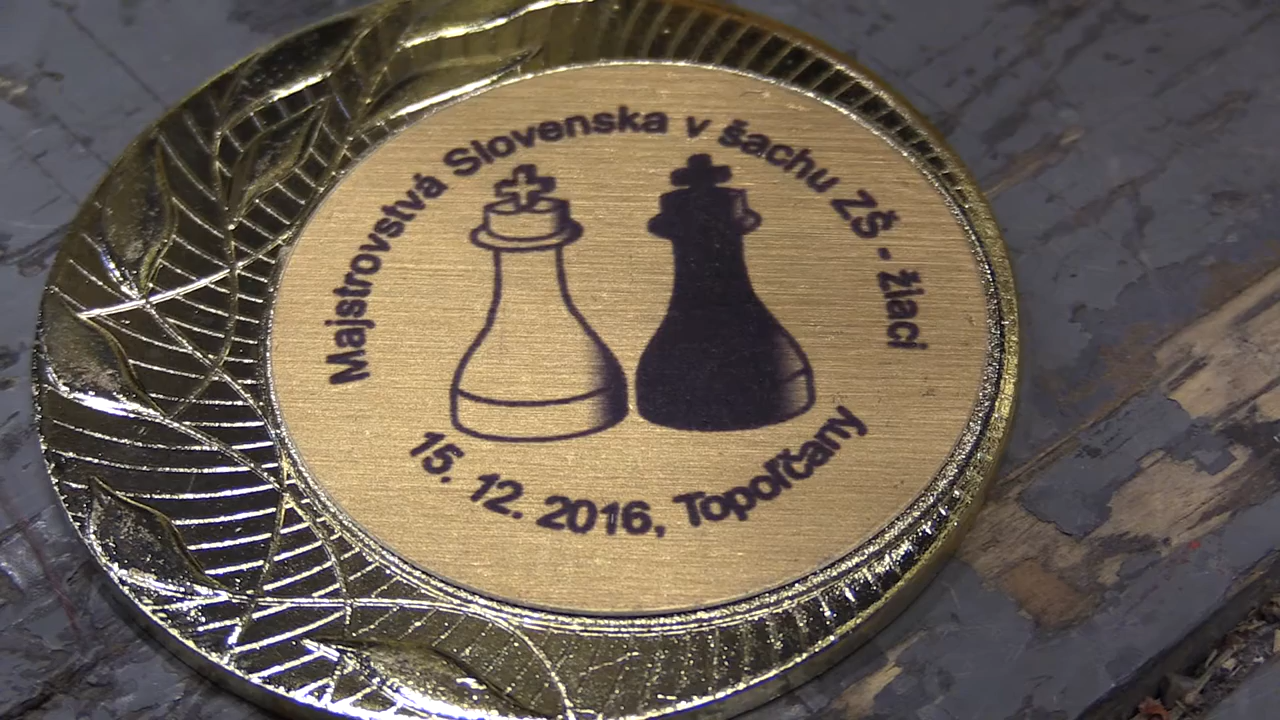 Majstrovstvá Slovenska v šachu ZŠ - žiaci
15. 12. 2016, Topoľčany